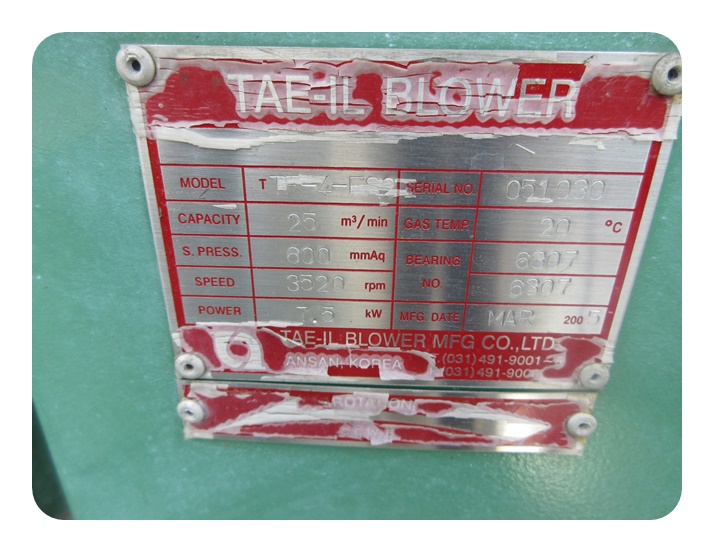 TAE-IL BLOWER
MODEL T SERIAL NO. 051030
CAPACITY 25 m³/min GAS TEMP. 20 °C
S. PRESS. 600 mmAq BEARING 6307
SPEED 3520 rpm NO. 6307
POWER 7.5 kW MFG. DATE MAR 2005
TAE-IL BLOWER MFG CO.,LTD
ANSAN, KOREA T.(031)491-9001~
(031)491-900
ROTATION